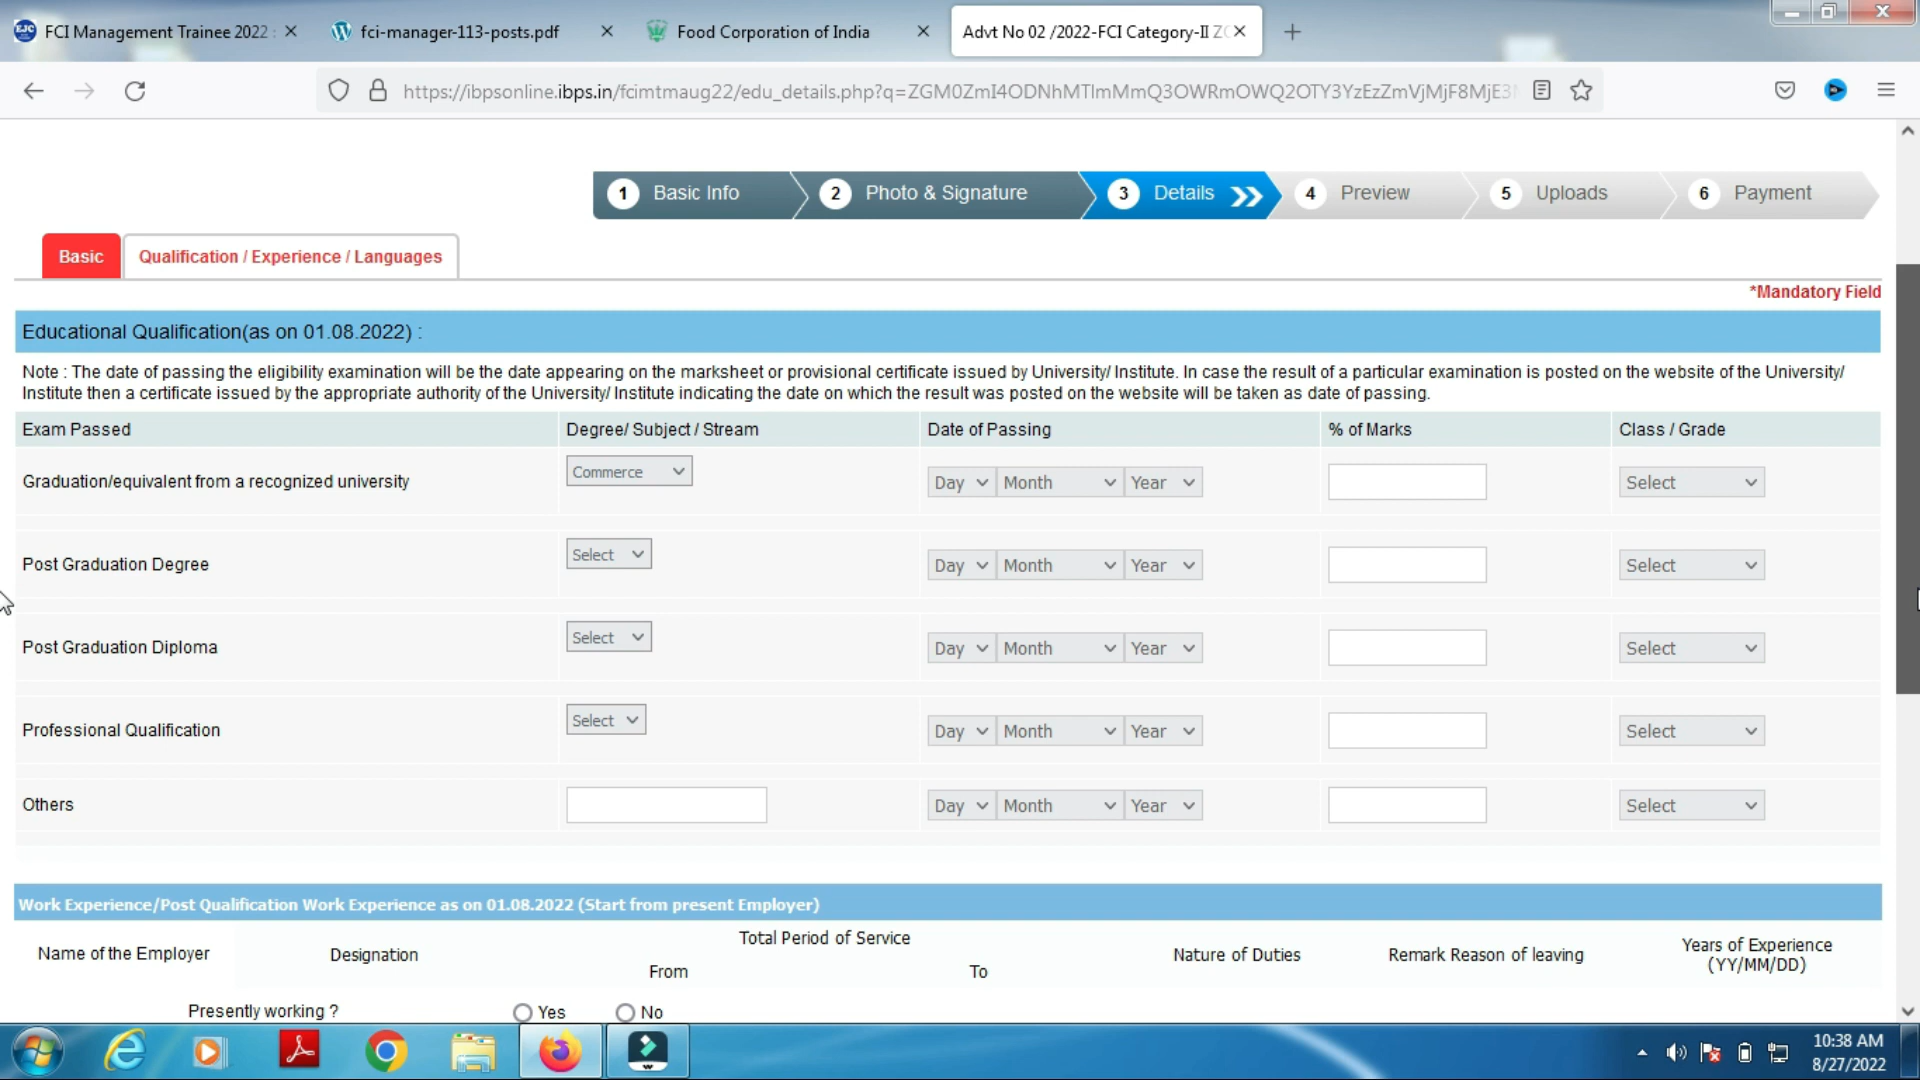 FCI Management Trainee 2022 :
fci-manager-113-posts.pdf
Food Corporation of India
Advt No 02 /2022-FCI Category-II
https://ibpsonline.ibps.in/fcimtmaug22/edu_details.php?q=
1 Basic Info
2 Photo & Signature
3 Details
4 Preview
5 Uploads
6 Payment
Basic
Qualification / Experience / Languages
*Mandatory Field
Educational Qualification(as on 01.08.2022) :
Note : The date of passing the eligibility examination will be the date appearing on the marksheet or provisional certificate issued by University/ Institute. In case the result of a particular examination is posted on the website of the University/
Institute then a certificate issued by the appropriate authority of the University/ Institute indicating the date on which the result was posted on the website will be taken as date of passing.
Exam Passed Degree/ Subject / Stream Date of Passing % of Marks Class / Grade
Graduation/equivalent from a recognized university Commerce Day Month Year Select
Post Graduation Degree Select Day Month Year Select
Post Graduation Diploma Select Day Month Year Select
Professional Qualification Select Day Month Year Select
Others Day Month Year Select
Work Experience/Post Qualification Work Experience as on 01.08.2022 (Start from present Employer)
Name of the Employer Designation Total Period of Service Nature of Duties Remark Reason of leaving Years of Experience
From To (YY/MM/DD)
Presently working ? Yes No
10:38 AM
8/27/2022